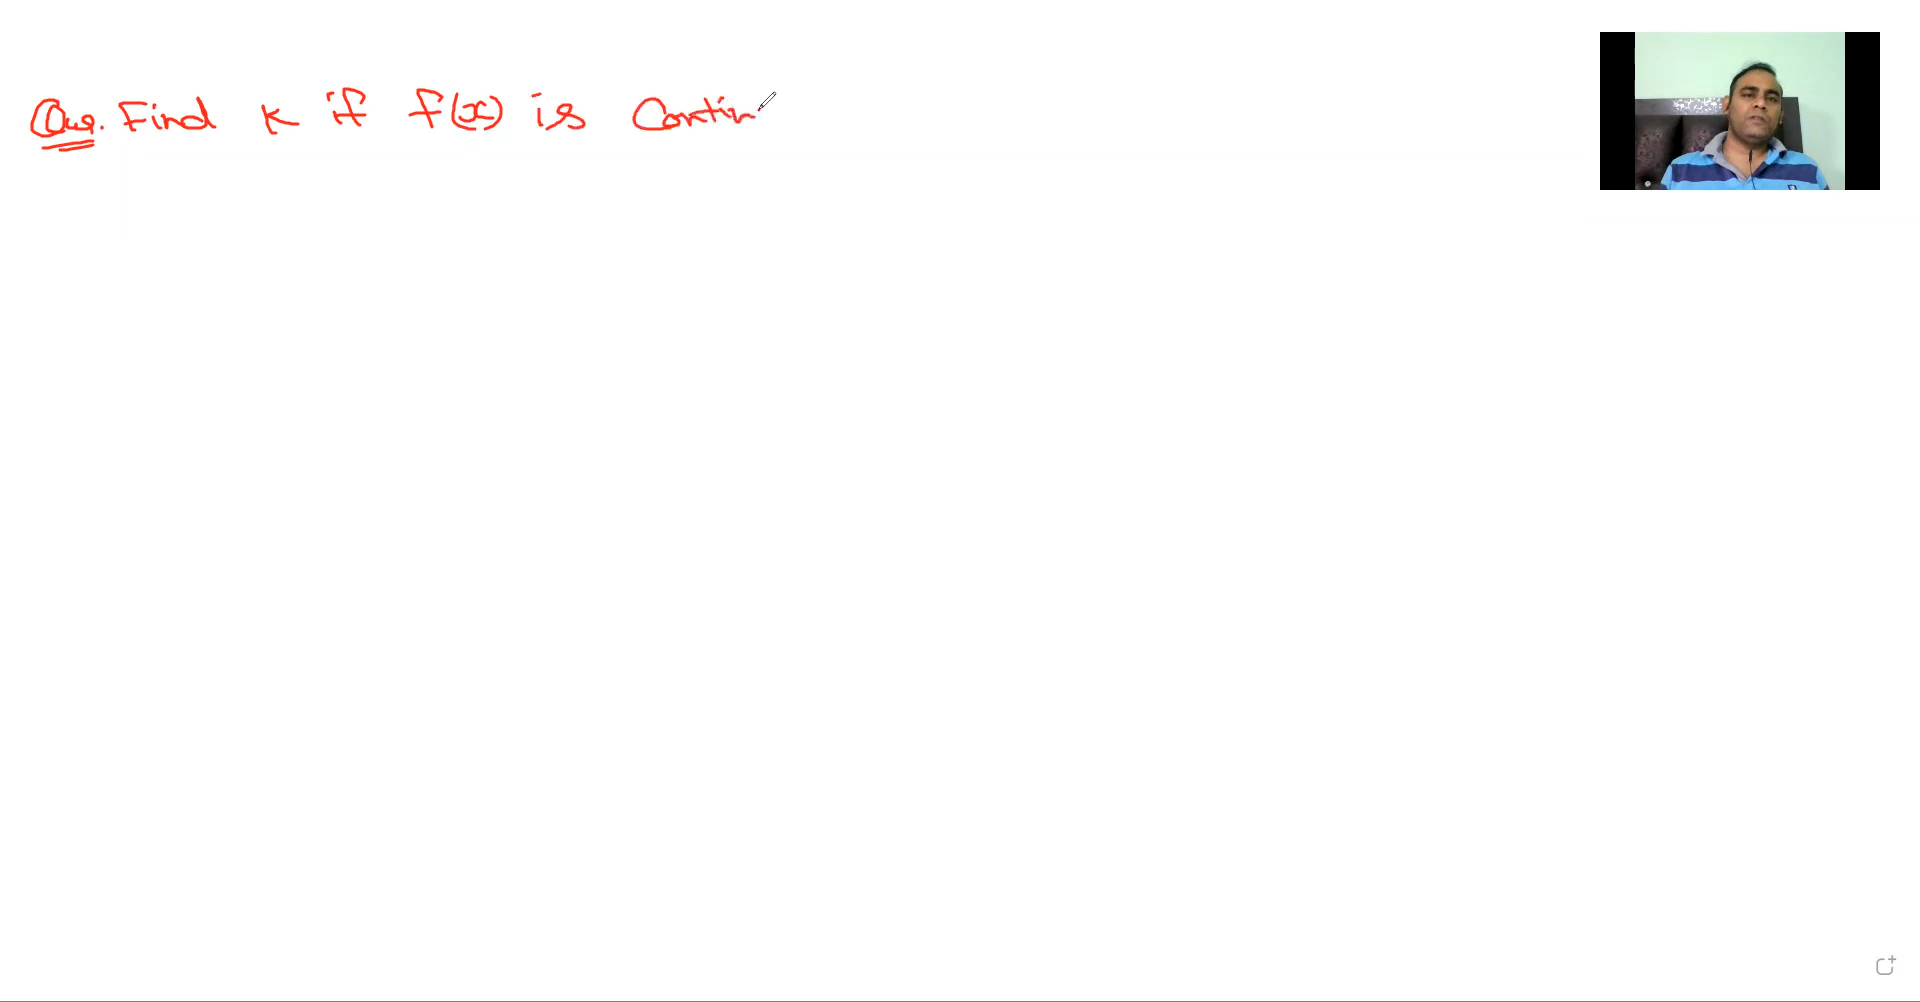 Que. Find k if f(x) is Contin